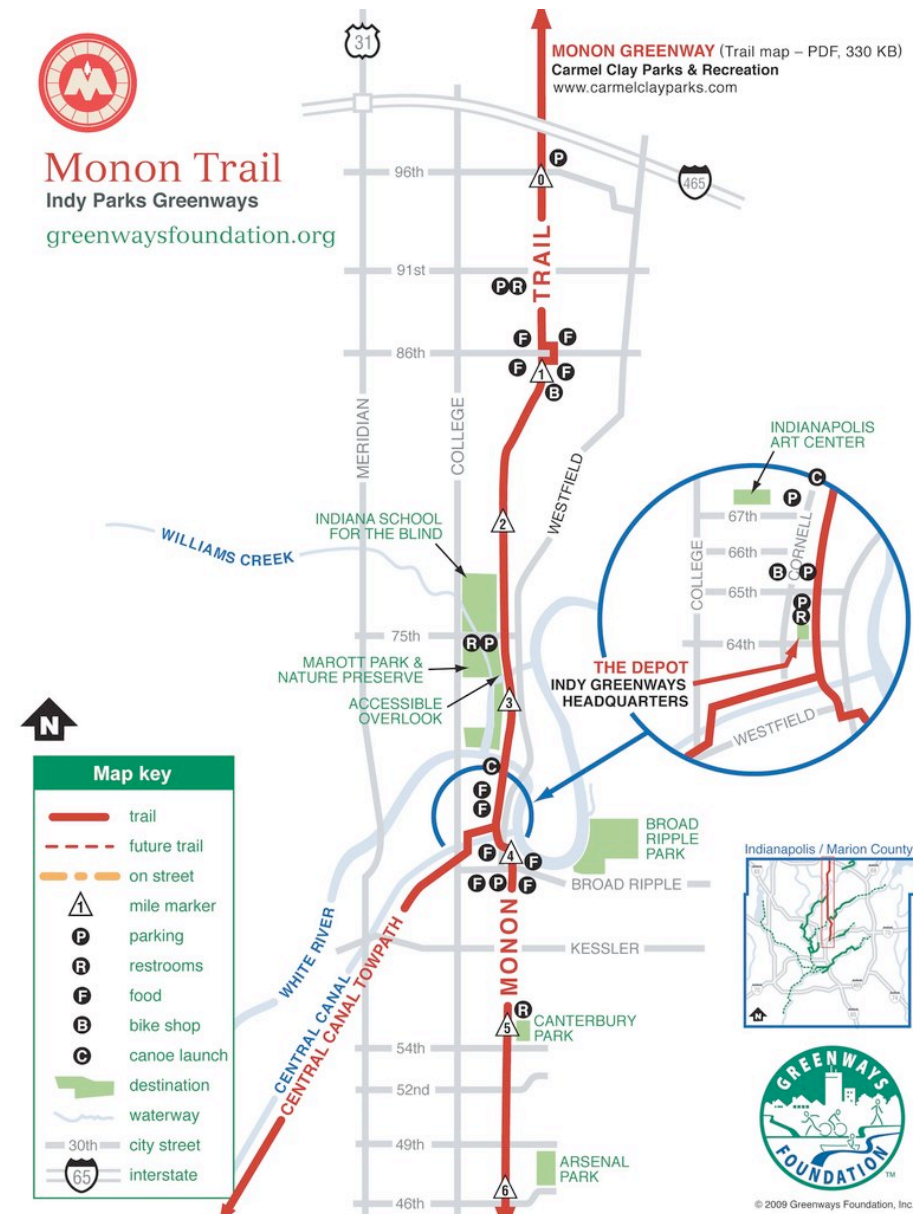 31
MONON GREENWAY (Trail map – PDF, 330 KB)
Carmel Clay Parks & Recreation
www.carmelclayparks.com
M
Monon Trail
Indy Parks Greenways
greenwaysfoundation.org
P
96th
0
465
TRAIL
91st
P R
F F
86th
F 1 F
B
MERIDIAN
COLLEGE
WESTFIELD
2
WILLIAMS CREEK
INDIANA SCHOOL
FOR THE BLIND
75th
R P
MAROTT PARK &
NATURE PRESERVE
ACCESSIBLE
OVERLOOK
3
INDIANAPOLIS
ART CENTER
C
P
67th
CORNELL
COLLEGE
66th
B P
65th
P
R
64th
THE DEPOT
INDY GREENWAYS
HEADQUARTERS
WESTFIELD
C
F
F
F 4 F
F P F
BROAD
RIPPLE
PARK
BROAD RIPPLE
KESSLER
MONON
WHITE RIVER
CENTRAL CANAL
CENTRAL CANAL TOWPATH
R
5
CANTERBURY
PARK
54th
52nd
49th
ARSENAL
PARK
6
46th
N
Map key
trail
future trail
on street
1 mile marker
P parking
R restrooms
F food
B bike shop
C canoe launch
destination
waterway
30th city street
65 interstate
Indianapolis / Marion County
N
GREENWAYS
FOUNDATION
TM
© 2009 Greenways Foundation, Inc.